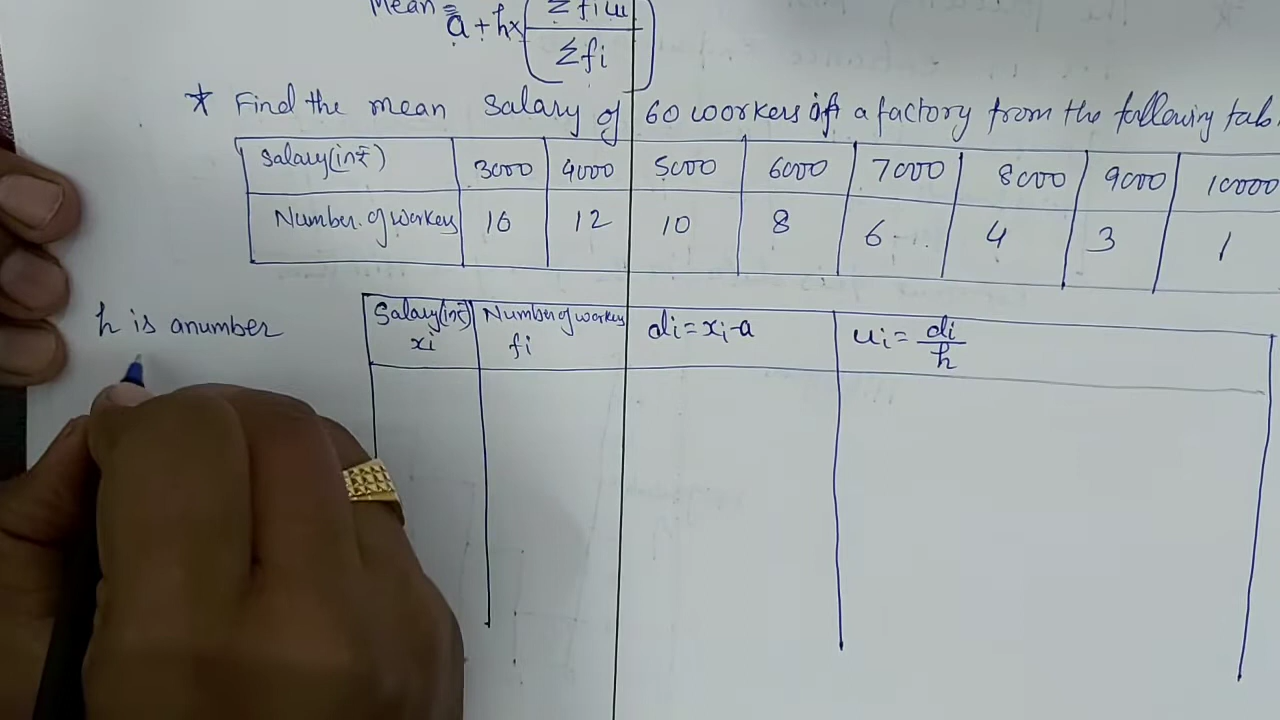 Mean = a + h × ( Σfiui / Σfi )
* Find the mean salary of 60 workers of a factory from the following tab
Salary(in ₹) 3000 4000 5000 6000 7000 8000 9000 10000
Number of workers 16 12 10 8 6 4 3 1
h is anumber
Salary(in ₹) xi Number of workers fi di = xi - a ui = di/h